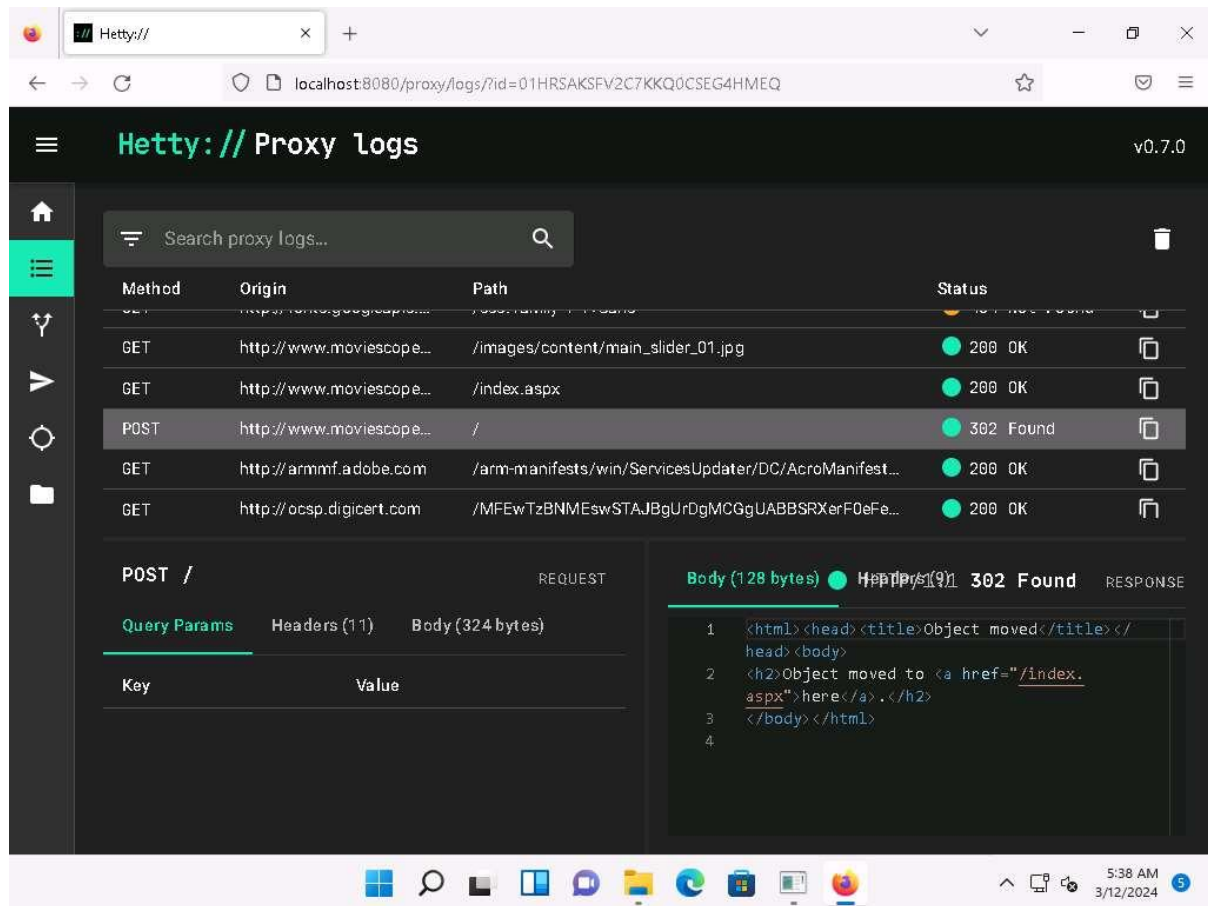 Hetty://
localhost:8080/proxy/logs/?id=01HRSAKSFV2C7KKQ0CSEG4HMEQ
Hetty:// Proxy logs
v0.7.0
Search proxy logs...
Method Origin Path Status
GET http://www.moviescope... /images/content/main_slider_01.jpg 200 OK
GET http://www.moviescope... /index.aspx 200 OK
POST http://www.moviescope... / 302 Found
GET http://armmf.adobe.com /arm-manifests/win/ServicesUpdater/DC/AcroManifest... 200 OK
GET http://ocsp.digicert.com /MFEwTzBNMEswSTAJBgUrDgMCGgUABBSRXerF0eFe... 200 OK
POST / REQUEST
Body (128 bytes) Headers (9) HTTP/1.1 302 Found RESPONSE
Query Params Headers (11) Body (324 bytes)
Key Value
1 <html><head><title>Object moved</title></
head><body>
2 <h2>Object moved to <a href="/index.
aspx">here</a>.</h2>
3 </body></html>
4
5:38 AM
3/12/2024
5